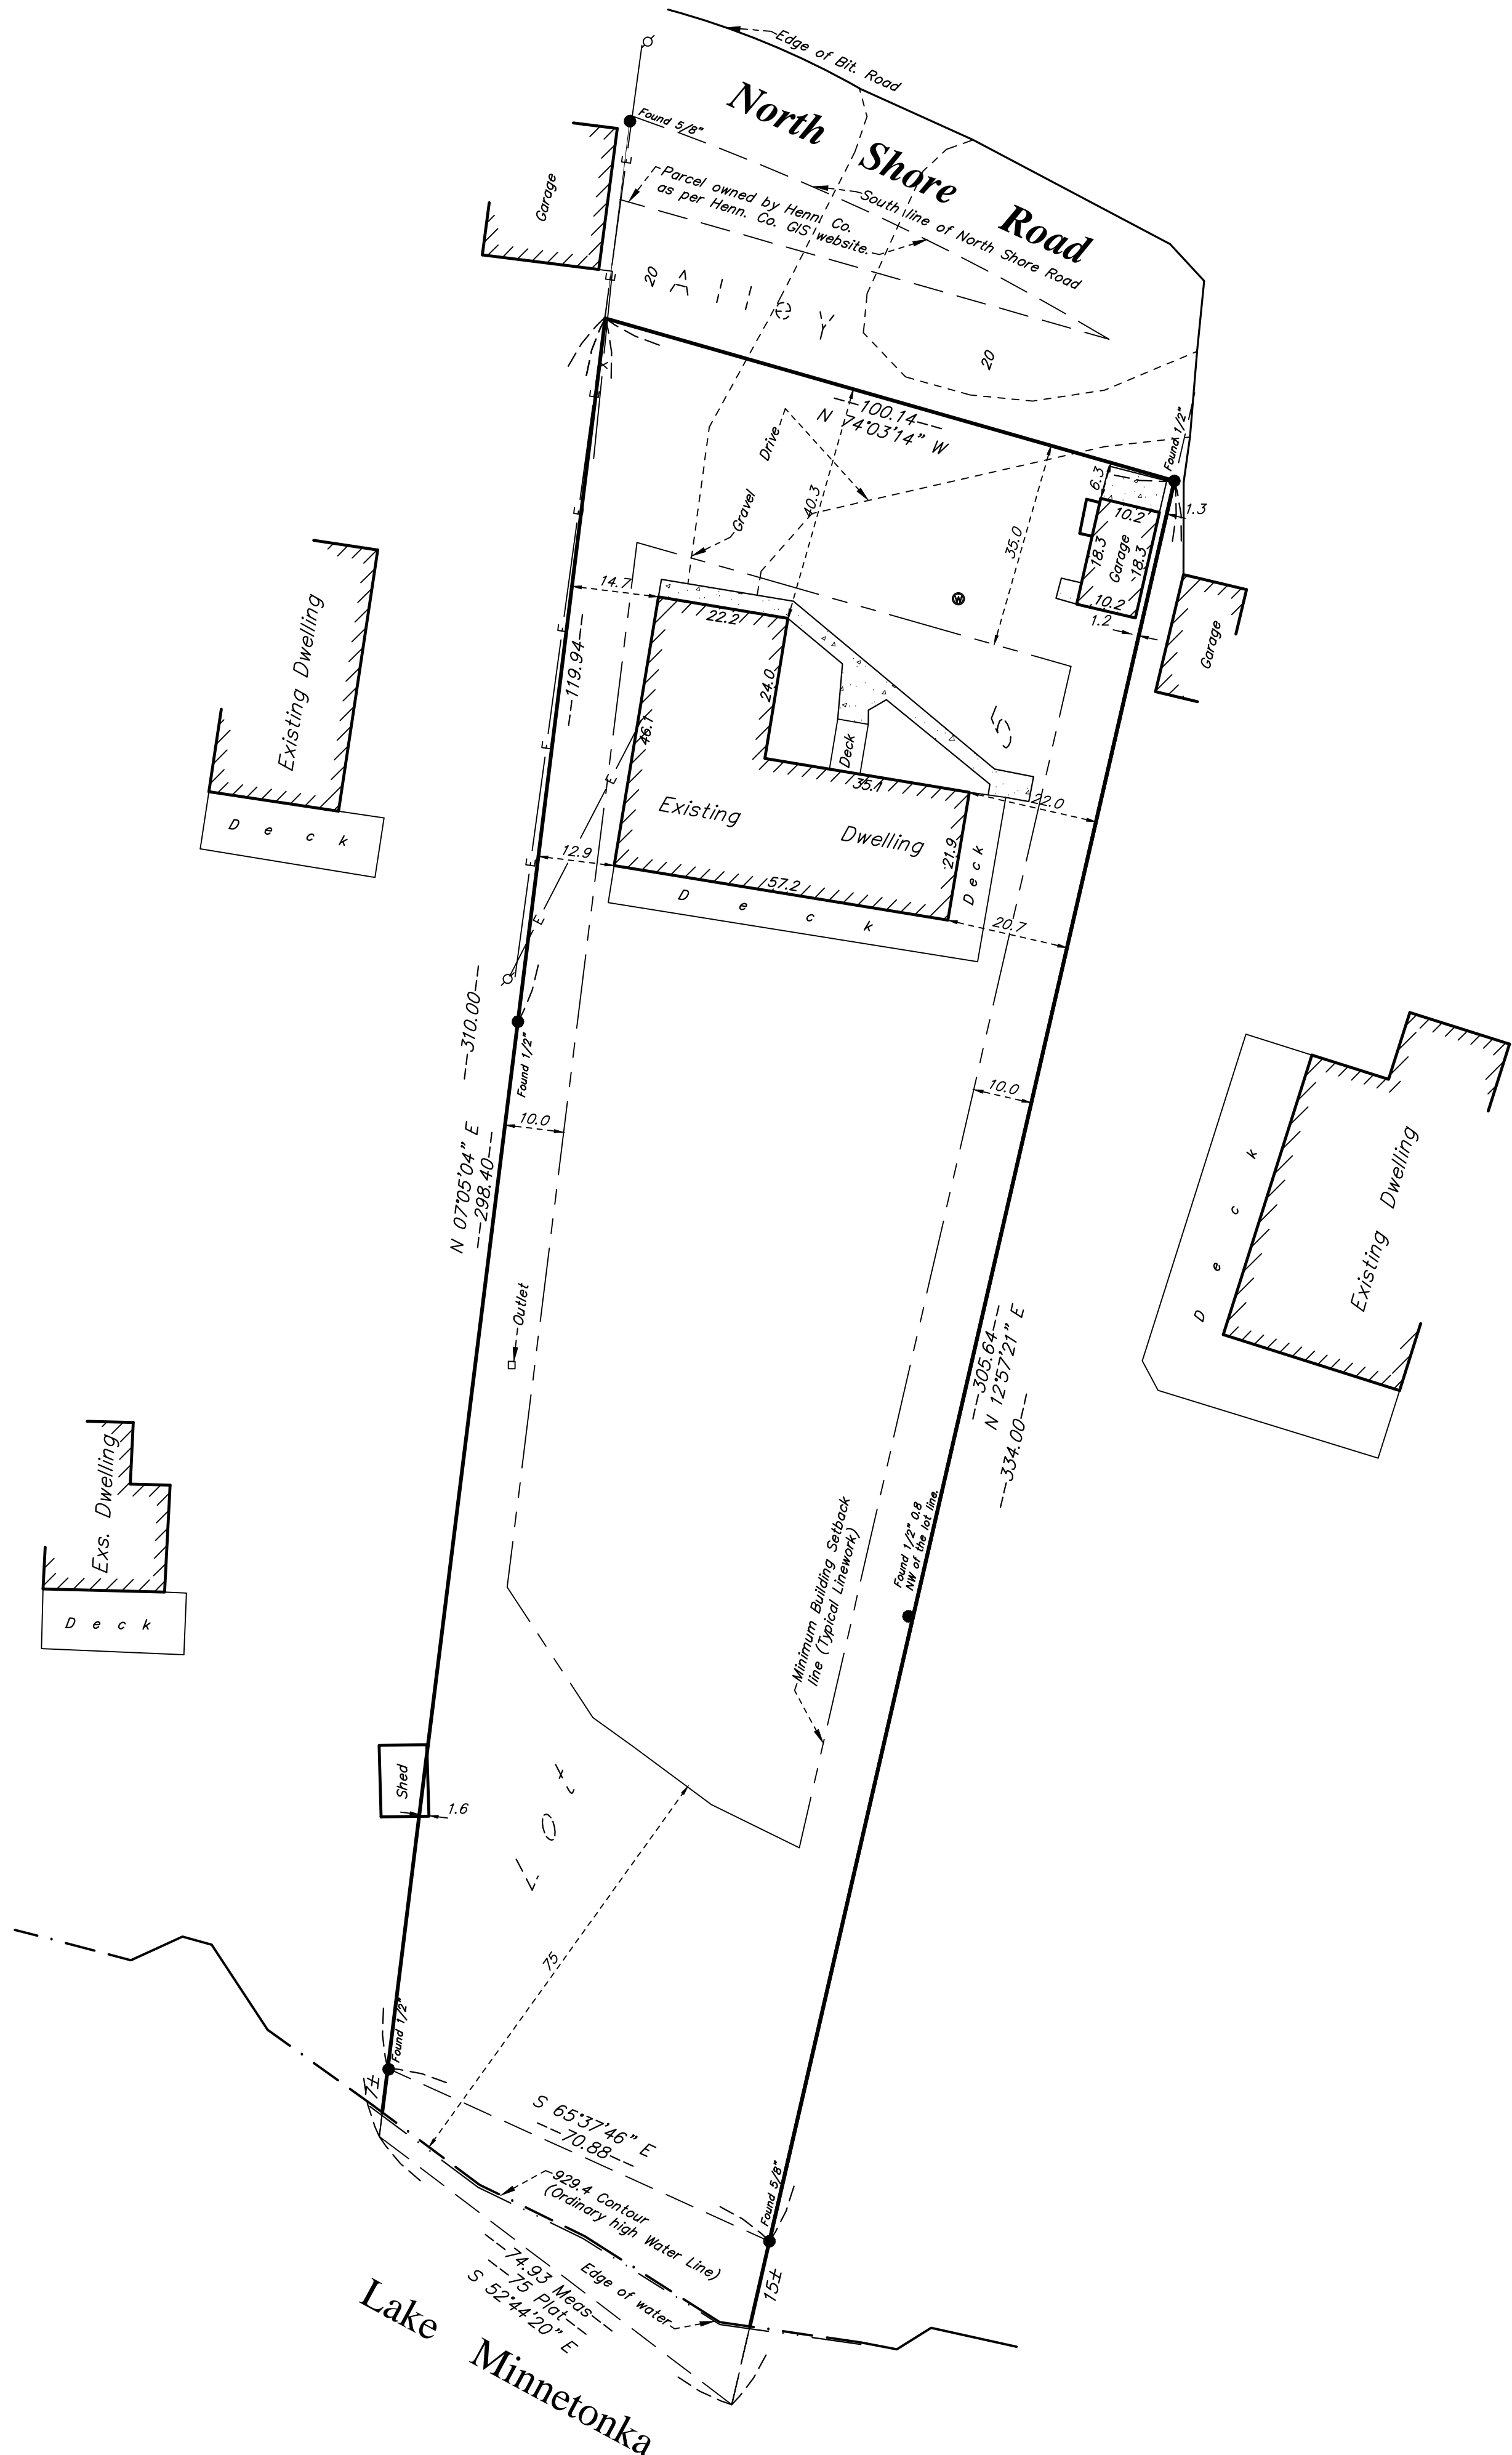 Edge of Bit. Road
North Shore Road
Found 5/8"
Parcel owned by Henn. Co.
as per Henn. Co. GIS website.
South line of North Shore Road
Garage
20
Alley
20
E
E
E
E
---100.14---
N 74°03'14" W
Found 1/2"
Gravel Drive
40.3
35.0
6.3
10.2
1.3
18.3
Garage
18.3
10.2
1.2
Garage
W
Existing Dwelling
14.7
22.2
E
E
---119.94---
24.0
46.1
5
Deck
35.1
22.0
E
E
Existing Dwelling
21.9
12.9
57.2
Deck
Deck
20.7
E
E
Deck
---310.00---
Found 1/2"
10.0
10.0
N 07°05'04" E
---298.40---
Outlet
Deck
Existing Dwelling
---305.64---
N 12°57'21" E
---334.00---
Exs. Dwelling
Deck
Found 1/2" 0.8
NW of the lot line.
Minimum Building Setback
line (Typical Linework)
Shed
1.6
Lot
75
Found 1/2"
7±
S 65°37'46" E
---70.88---
929.4 Contour
(Ordinary high Water Line)
Found 5/8"
15±
---74.93 Meas---
---75 Plat---
S 52°44'20" E
Edge of water
Lake Minnetonka